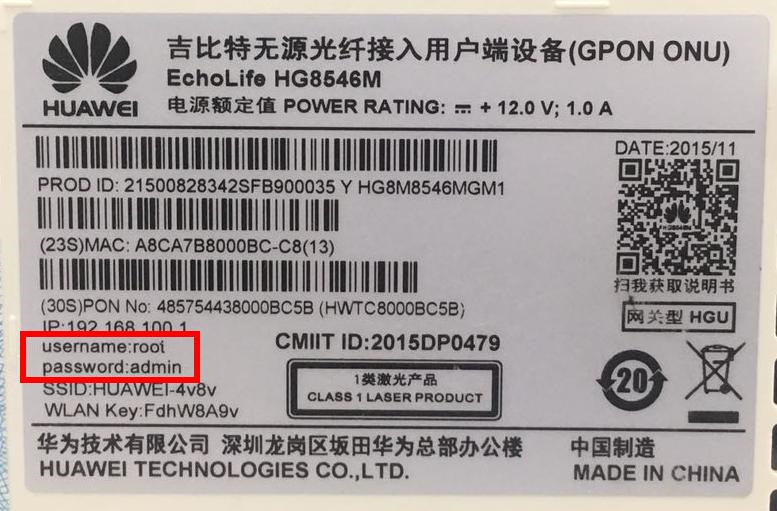 HUAWEI
吉比特无源光纤接入用户端设备(GPON ONU)
EchoLife HG8546M
电源额定值 POWER RATING: ⎓ + 12.0 V; 1.0 A
DATE:2015/11
PROD ID: 21500828342SFB900035 Y HG8M8546MGM1
(23S)MAC: A8CA7B8000BC-C8(13)
HG8546M
扫我获取说明书
(30S)PON No: 485754438000BC5B (HWTC8000BC5B)
网关型 HGU
IP:192.168.100.1
username:root
password:admin
CMIIT ID:2015DP0479
SSID:HUAWEI-4v8v
WLAN Key:FdhW8A9v
1类激光产品
CLASS 1 LASER PRODUCT
20
华为技术有限公司 深圳龙岗区坂田华为总部办公楼 中国制造
HUAWEI TECHNOLOGIES CO.,LTD. MADE IN CHINA